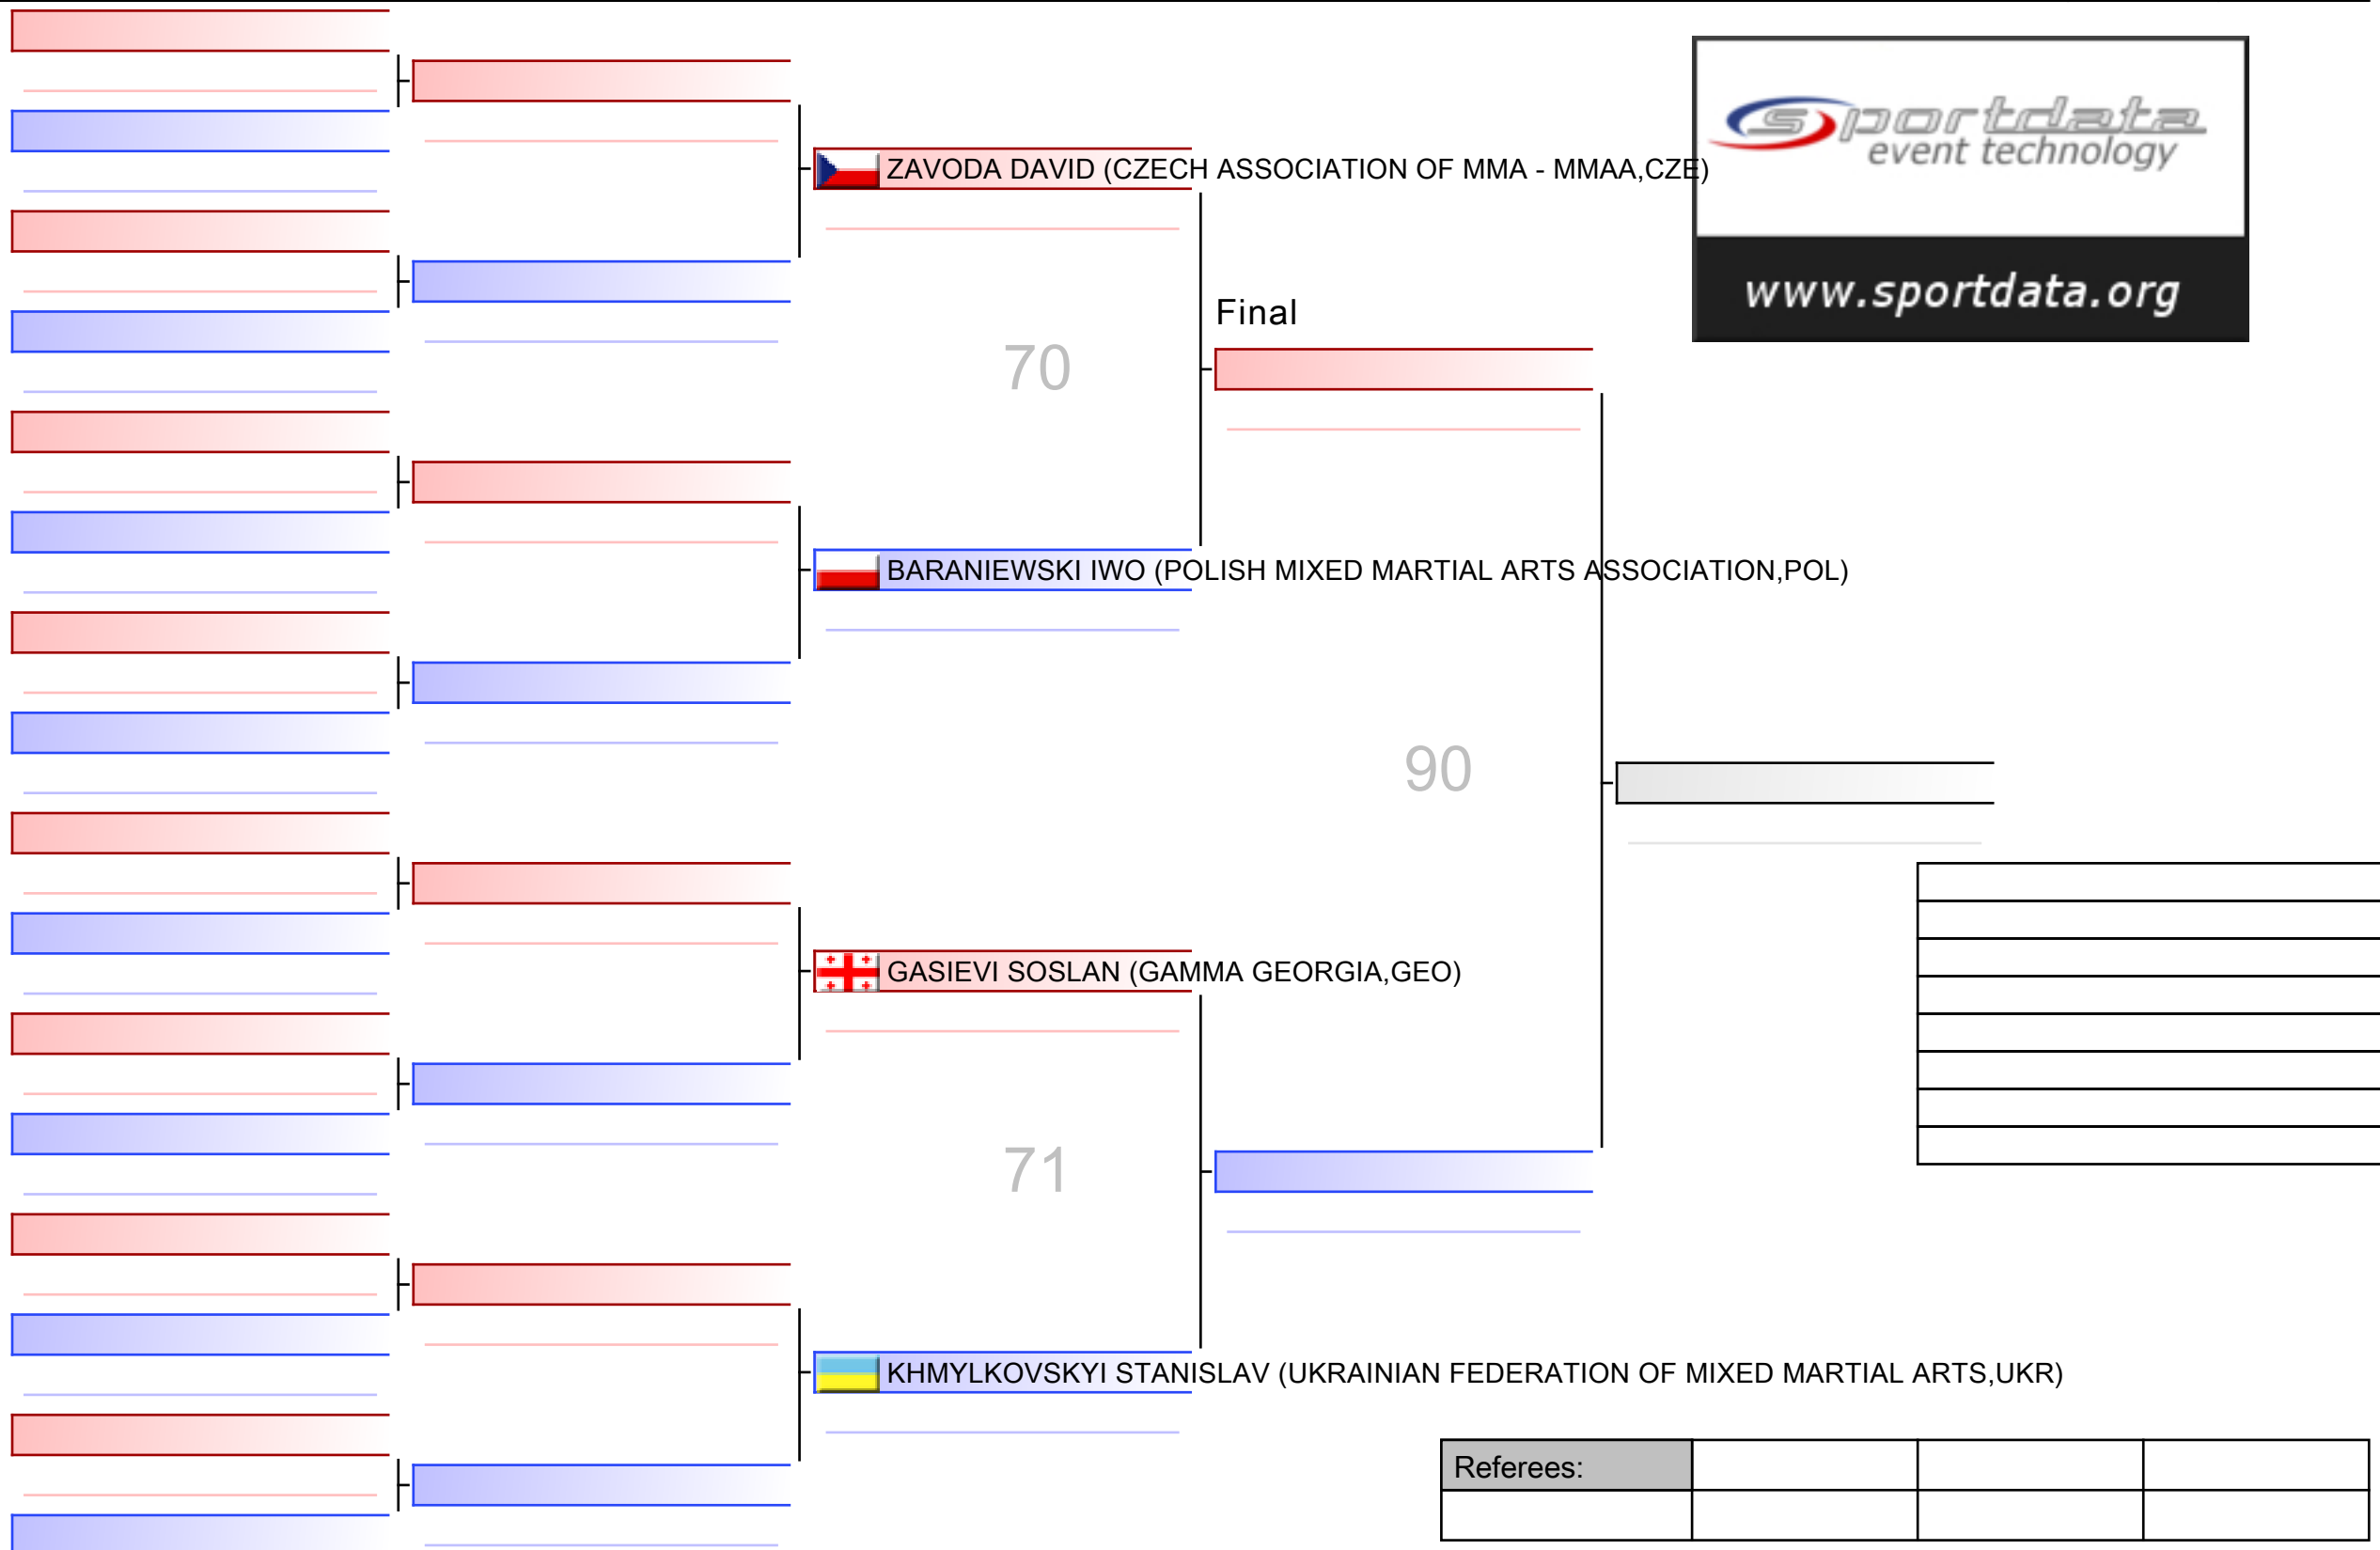 sportdata
event technology
www.sportdata.org
ZAVODA DAVID (CZECH ASSOCIATION OF MMA - MMAA,CZE)
Final
70
BARANIEWSKI IWO (POLISH MIXED MARTIAL ARTS ASSOCIATION,POL)
90
GASIEVI SOSLAN (GAMMA GEORGIA,GEO)
71
KHMYLKOVSKYI STANISLAV (UKRAINIAN FEDERATION OF MIXED MARTIAL ARTS,UKR)
Referees: